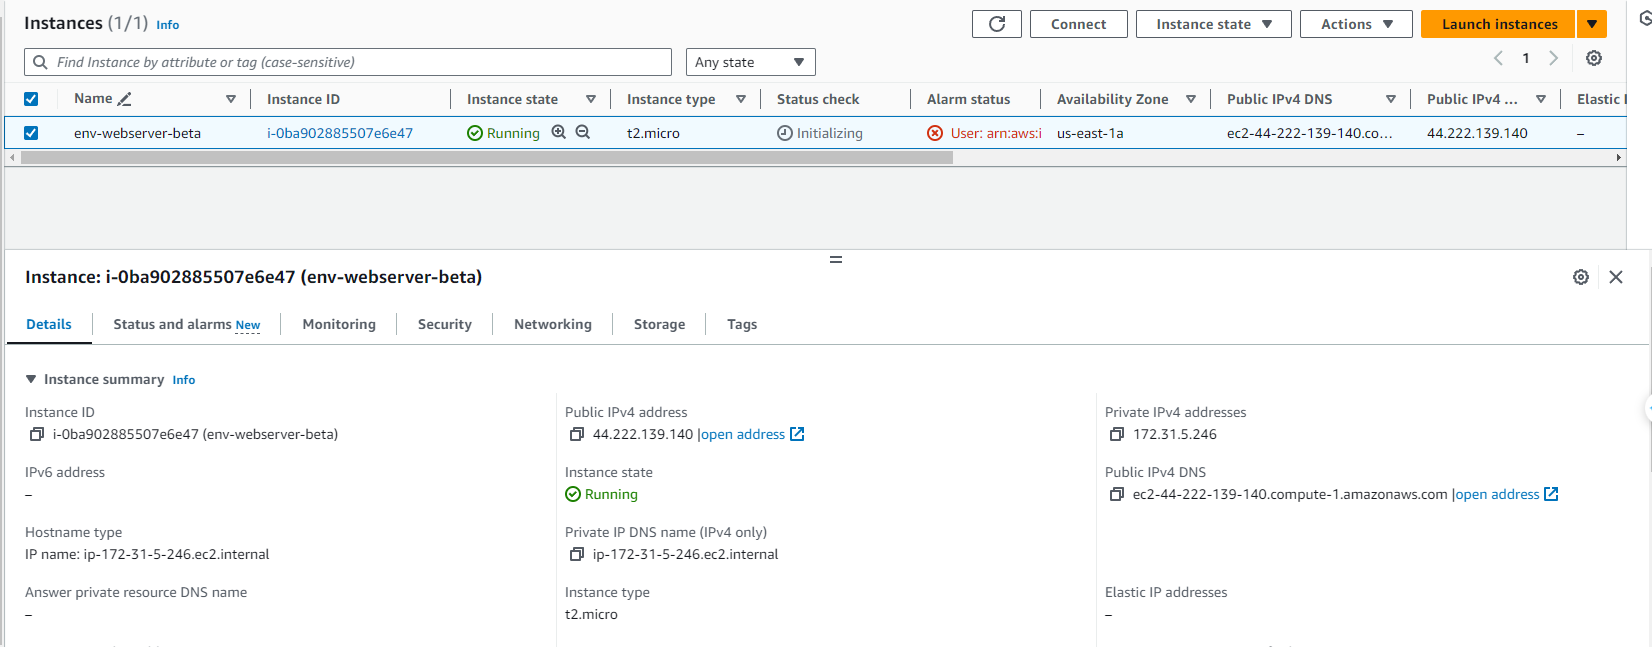 Instances (1/1) Info
Connect Instance state Actions Launch instances
Find Instance by attribute or tag (case-sensitive) Any state 1
Name Instance ID Instance state Instance type Status check Alarm status Availability Zone Public IPv4 DNS Public IPv4 ... Elastic
env-webserver-beta i-0ba902885507e6e47 Running t2.micro Initializing User: arn:aws:i us-east-1a ec2-44-222-139-140.co... 44.222.139.140 –
Instance: i-0ba902885507e6e47 (env-webserver-beta)
Details Status and alarms New Monitoring Security Networking Storage Tags
Instance summary Info
Instance ID Public IPv4 address Private IPv4 addresses
i-0ba902885507e6e47 (env-webserver-beta) 44.222.139.140 |open address 172.31.5.246
IPv6 address Instance state Public IPv4 DNS
– Running ec2-44-222-139-140.compute-1.amazonaws.com |open address
Hostname type Private IP DNS name (IPv4 only)
IP name: ip-172-31-5-246.ec2.internal ip-172-31-5-246.ec2.internal
Answer private resource DNS name Instance type Elastic IP addresses
– t2.micro –